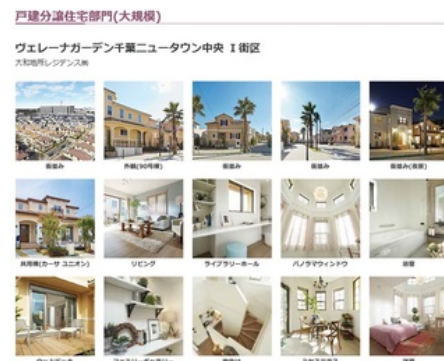 戸建分譲住宅部門(大規模)
ヴェレーナガーデン千葉ニュータウン中央 I 街区
大和地所レジデンス㈱
街並み 外観(90号棟) 街並み 街並み 街並み(夜景)
共用棟(カーサ ユニオン) リビング ライブラリーホール パノラマウィンドウ 浴室